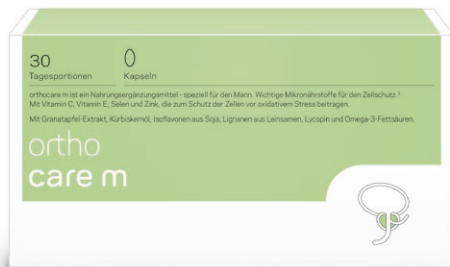 30
Tagesportionen
Kapseln
orthocare m ist ein Nahrungsergänzungsmittel - speziell für den Mann. Wichtige Mikronährstoffe für den Zellschutz.¹
Mit Vitamin C, Vitamin E, Selen und Zink, die zum Schutz der Zellen vor oxidativem Stress beitragen.
Mit Granatapfel-Extrakt, Kürbiskernöl, Isoflavonen aus Soja, Lignanen aus Leinsamen, Lycopin und Omega-3-Fettsäuren.
ortho
care m